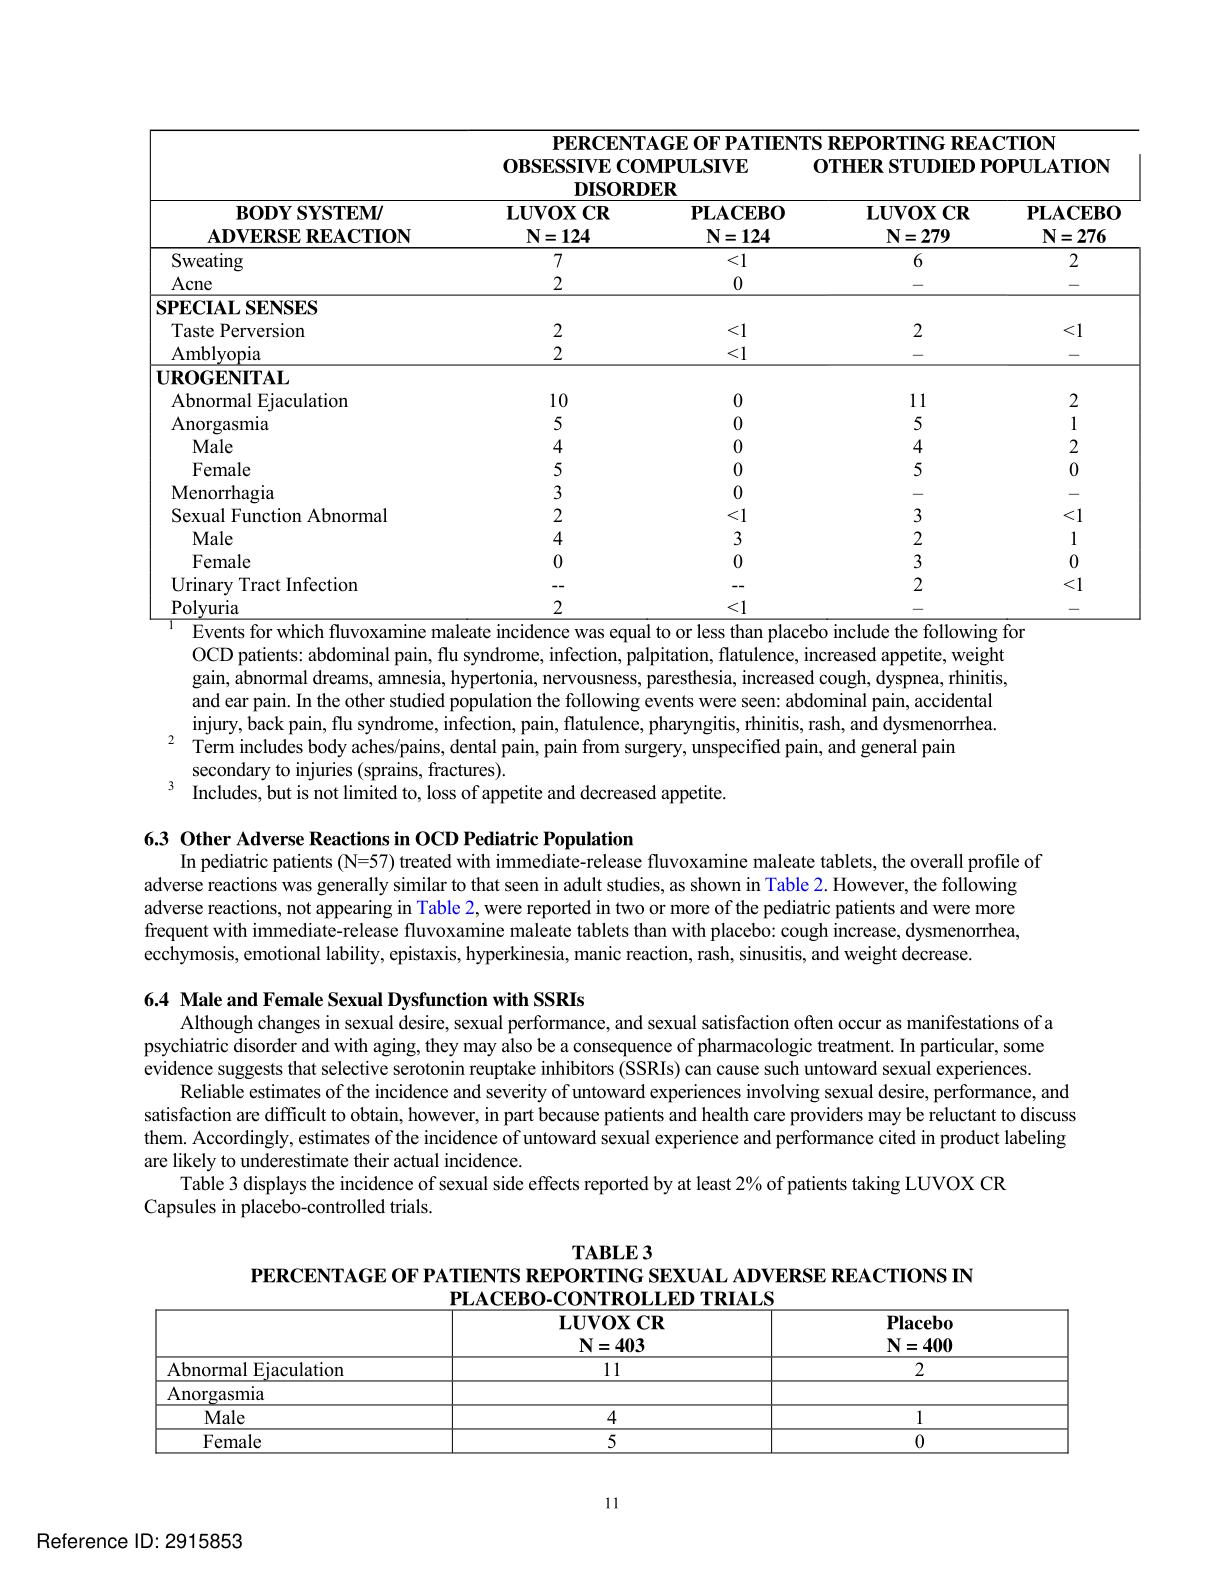 PERCENTAGE OF PATIENTS REPORTING REACTION
OBSESSIVE COMPULSIVE DISORDER OTHER STUDIED POPULATION
BODY SYSTEM/ ADVERSE REACTION LUVOX CR N = 124 PLACEBO N = 124 LUVOX CR N = 279 PLACEBO N = 276
Sweating 7 <1 6 2
Acne 2 0 – –
SPECIAL SENSES
Taste Perversion 2 <1 2 <1
Amblyopia 2 <1 – –
UROGENITAL
Abnormal Ejaculation 10 0 11 2
Anorgasmia 5 0 5 1
Male 4 0 4 2
Female 5 0 5 0
Menorrhagia 3 0 – –
Sexual Function Abnormal 2 <1 3 <1
Male 4 3 2 1
Female 0 0 3 0
Urinary Tract Infection -- -- 2 <1
Polyuria 2 <1 – –
1 Events for which fluvoxamine maleate incidence was equal to or less than placebo include the following for
OCD patients: abdominal pain, flu syndrome, infection, palpitation, flatulence, increased appetite, weight
gain, abnormal dreams, amnesia, hypertonia, nervousness, paresthesia, increased cough, dyspnea, rhinitis,
and ear pain. In the other studied population the following events were seen: abdominal pain, accidental
injury, back pain, flu syndrome, infection, pain, flatulence, pharyngitis, rhinitis, rash, and dysmenorrhea.
2 Term includes body aches/pains, dental pain, pain from surgery, unspecified pain, and general pain
secondary to injuries (sprains, fractures).
3 Includes, but is not limited to, loss of appetite and decreased appetite.
6.3 Other Adverse Reactions in OCD Pediatric Population
In pediatric patients (N=57) treated with immediate-release fluvoxamine maleate tablets, the overall profile of
adverse reactions was generally similar to that seen in adult studies, as shown in Table 2. However, the following
adverse reactions, not appearing in Table 2, were reported in two or more of the pediatric patients and were more
frequent with immediate-release fluvoxamine maleate tablets than with placebo: cough increase, dysmenorrhea,
ecchymosis, emotional lability, epistaxis, hyperkinesia, manic reaction, rash, sinusitis, and weight decrease.
6.4 Male and Female Sexual Dysfunction with SSRIs
Although changes in sexual desire, sexual performance, and sexual satisfaction often occur as manifestations of a
psychiatric disorder and with aging, they may also be a consequence of pharmacologic treatment. In particular, some
evidence suggests that selective serotonin reuptake inhibitors (SSRIs) can cause such untoward sexual experiences.
Reliable estimates of the incidence and severity of untoward experiences involving sexual desire, performance, and
satisfaction are difficult to obtain, however, in part because patients and health care providers may be reluctant to discuss
them. Accordingly, estimates of the incidence of untoward sexual experience and performance cited in product labeling
are likely to underestimate their actual incidence.
Table 3 displays the incidence of sexual side effects reported by at least 2% of patients taking LUVOX CR
Capsules in placebo-controlled trials.
TABLE 3
PERCENTAGE OF PATIENTS REPORTING SEXUAL ADVERSE REACTIONS IN
PLACEBO-CONTROLLED TRIALS
LUVOX CR N = 403 Placebo N = 400
Abnormal Ejaculation 11 2
Anorgasmia
Male 4 1
Female 5 0
11
Reference ID: 2915853